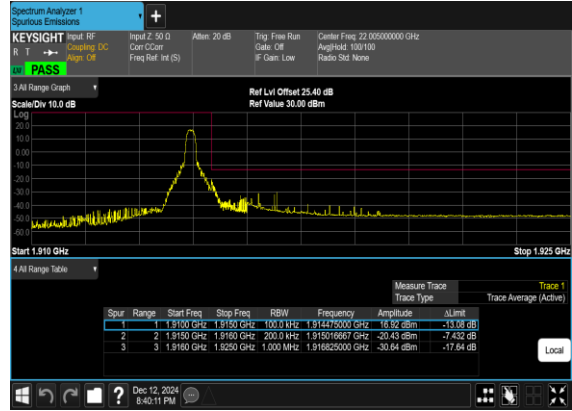 Spectrum Analyzer 1
Spurious Emissions
KEYSIGHT Input: RF Input Z: 50 Ω Atten: 20 dB Trig: Free Run Center Freq: 22.005000000 GHz
R T Coupling: DC Corr CCorr Gate: Off Avg|Hold: 100/100
Align: Off Freq Ref: Int (S) IF Gain: Low Radio Std: None
LW PASS
3 All Range Graph
Ref Lvl Offset 25.40 dB
Scale/Div 10.0 dB Ref Value 30.00 dBm
Log
20.0
10.0
0.00
-10.0
-20.0
-30.0
-40.0
-50.0
-60.0
Start 1.910 GHz Stop 1.925 GHz
4 All Range Table
Measure Trace Trace 1
Trace Type Trace Average (Active)
Spur Range Start Freq Stop Freq RBW Frequency Amplitude ΔLimit
1 1 1.9100 GHz 1.9150 GHz 100.0 kHz 1.914475000 GHz 16.92 dBm -13.08 dB
2 2 1.9150 GHz 1.9160 GHz 200.0 kHz 1.915016667 GHz -20.43 dBm -7.432 dB
3 3 1.9160 GHz 1.9250 GHz 1.000 MHz 1.916825000 GHz -30.64 dBm -17.64 dB
Local
? Dec 12, 2024
8:40:11 PM